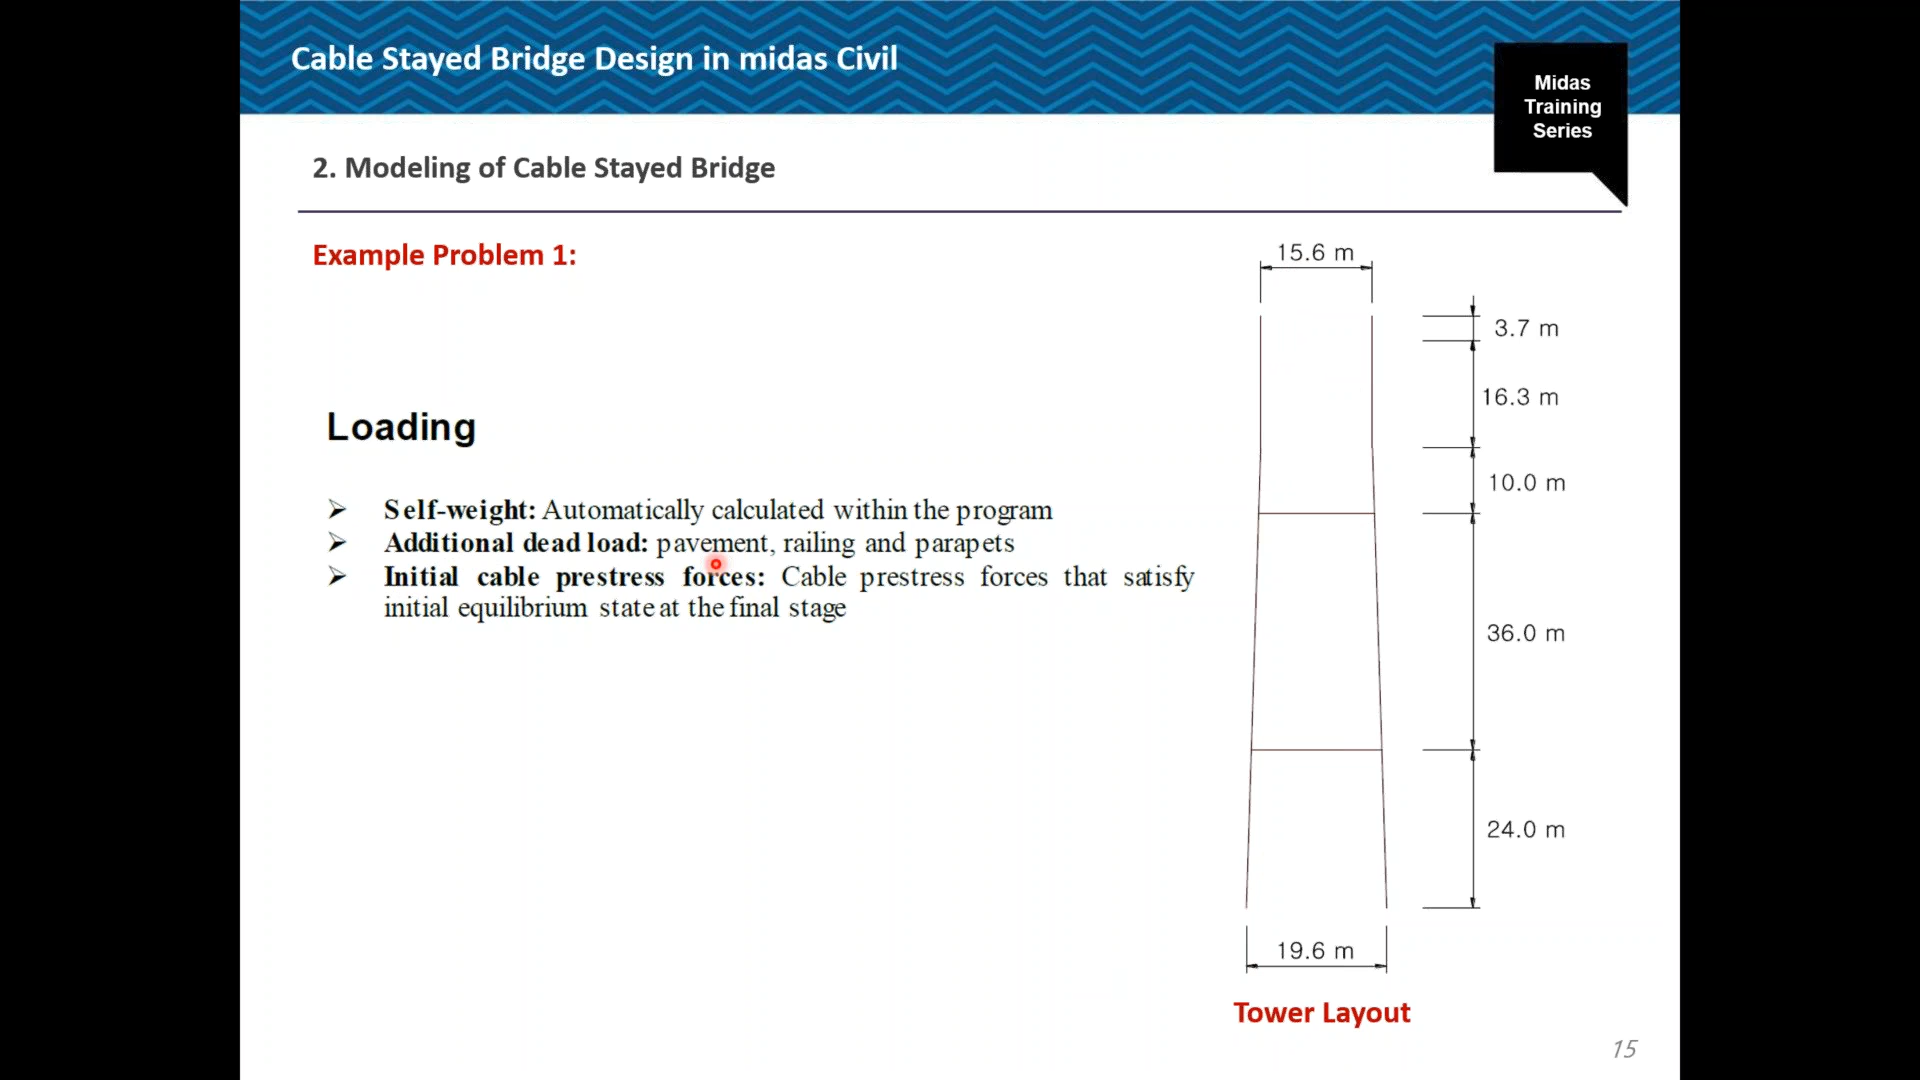 Cable Stayed Bridge Design in midas Civil
Midas
Training
Series
2. Modeling of Cable Stayed Bridge
Example Problem 1:
Loading
➢ Self-weight: Automatically calculated within the program
➢ Additional dead load: pavement, railing and parapets
➢ Initial cable prestress forces: Cable prestress forces that satisfy
initial equilibrium state at the final stage
15.6 m
3.7 m
16.3 m
10.0 m
36.0 m
24.0 m
19.6 m
Tower Layout
15